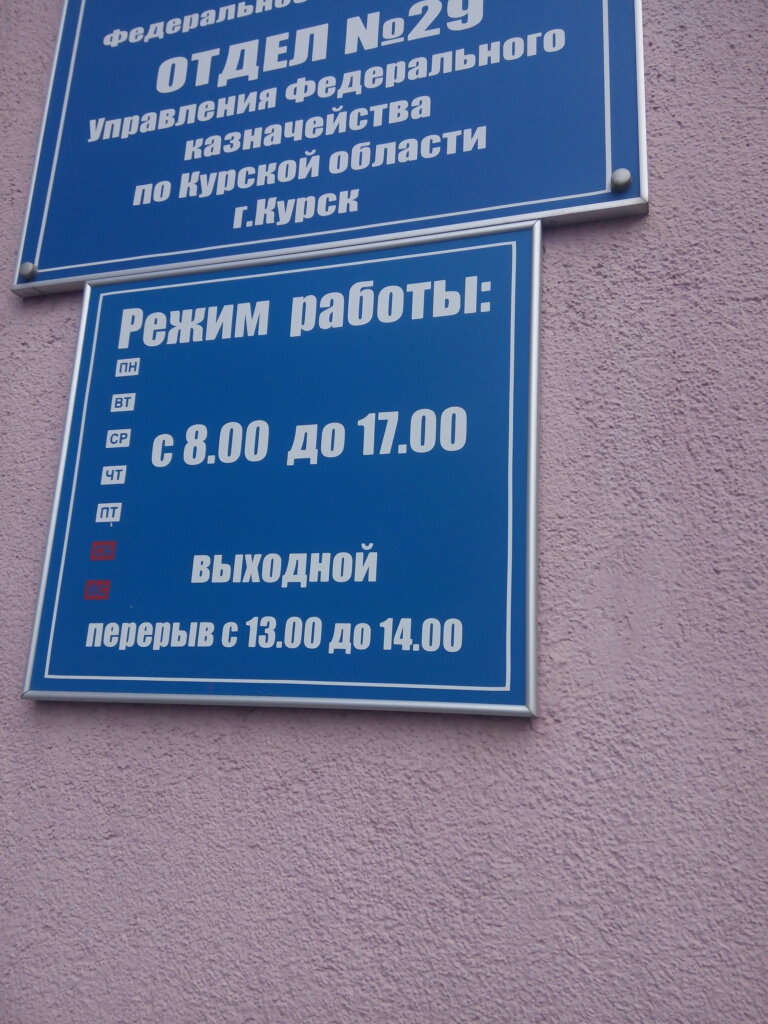 ОТДЕЛ №29
Управления Федерального
казначейства
по Курской области
г.Курск
Режим работы:
ПН
ВТ
СР
с 8.00 до 17.00
ЧТ
ПТ
выходной
перерыв с 13.00 до 14.00